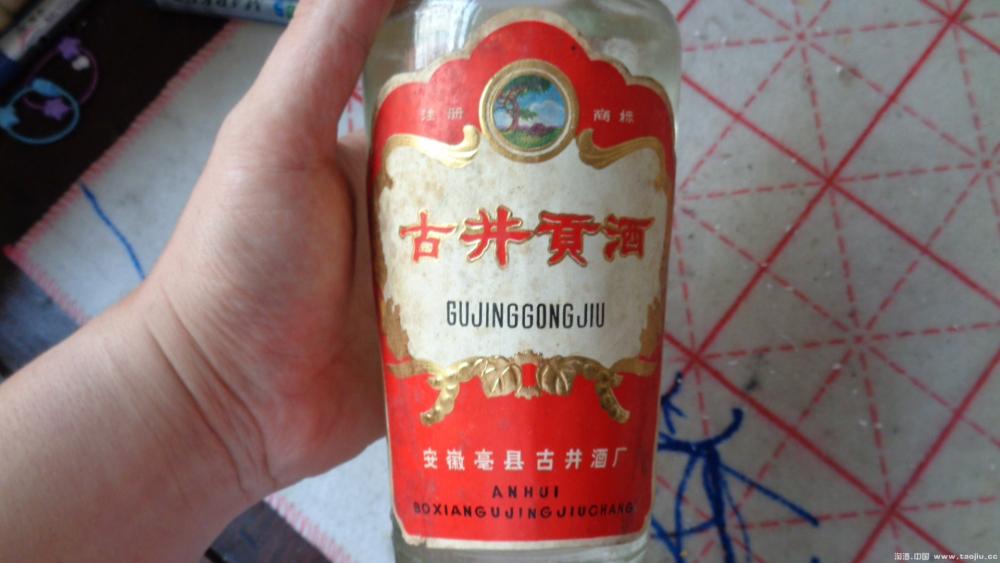 注册 商标
古井贡酒
GUJINGGONGJIU
安徽亳县古井酒厂
ANHUI
BOXIANGUJINGJIUCHANG
淘酒.中国 www.taojiu.cc